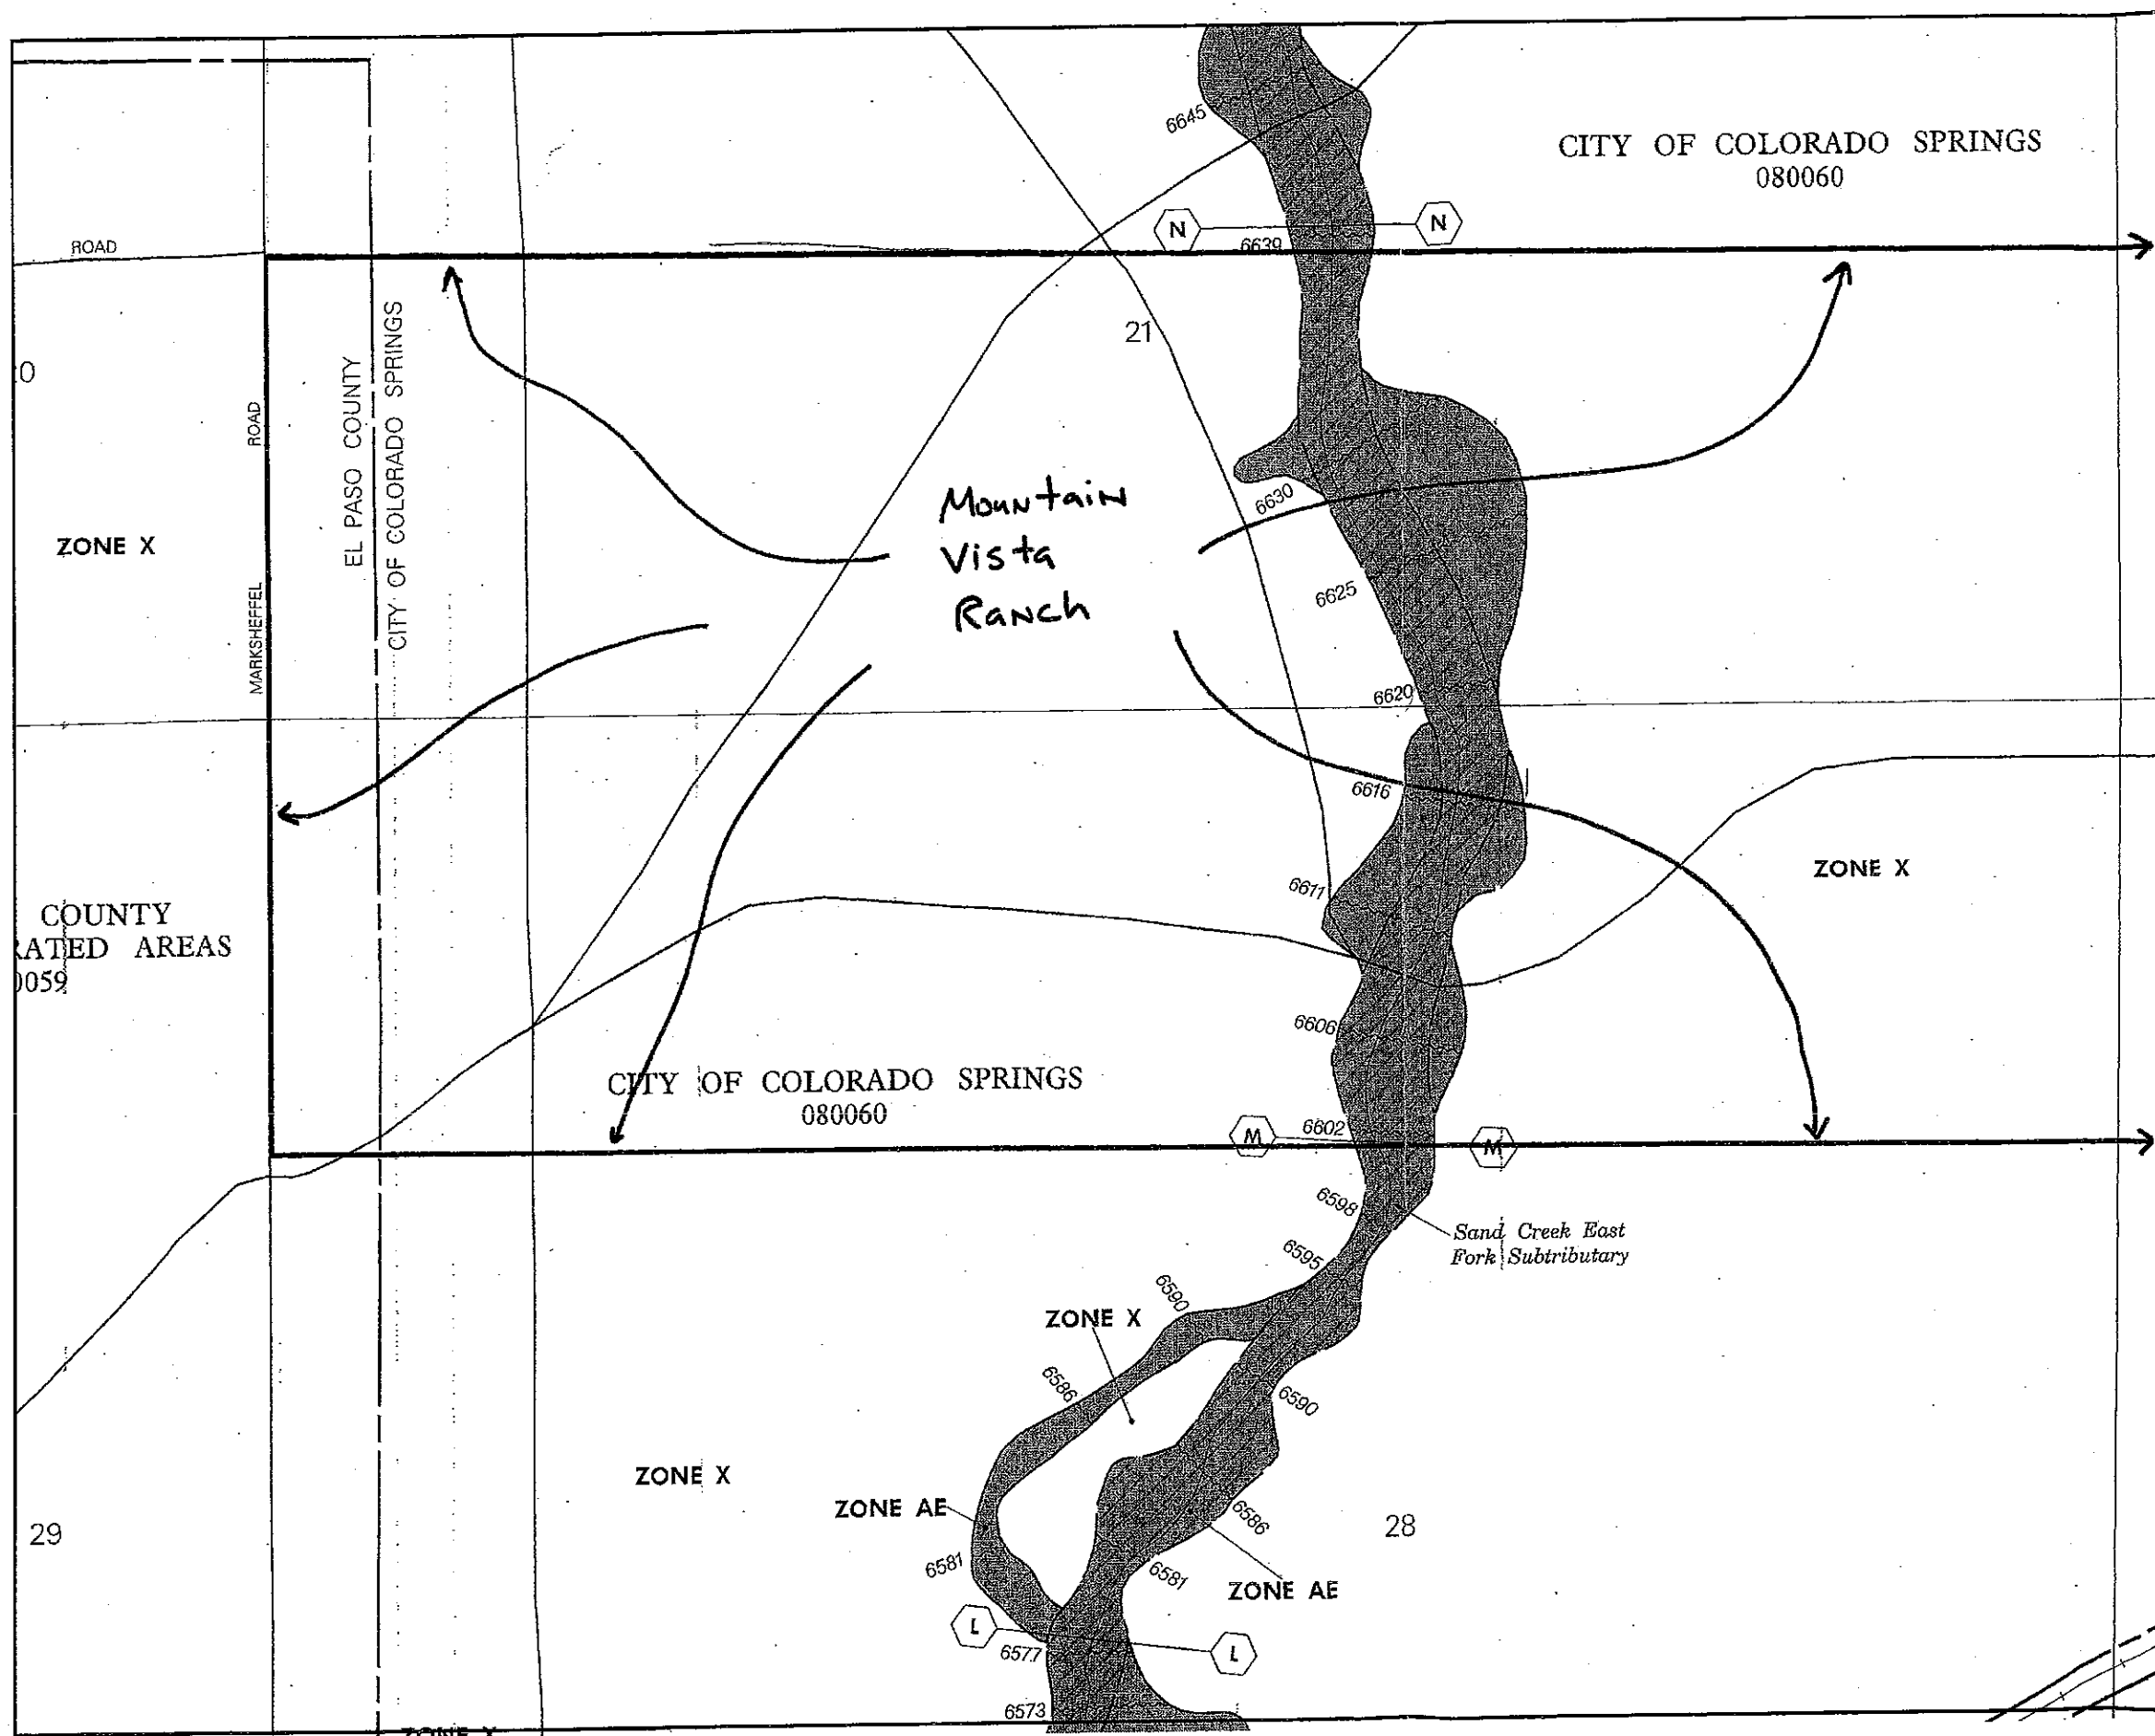 6645
CITY OF COLORADO SPRINGS
080060
N
N
6639
ROAD
21
EL PASO COUNTY
CITY OF COLORADO SPRINGS
ROAD
MARKSHEFFEL
ZONE X
Mountain
Vista
Ranch
6630
6625
6620
6616
ZONE X
6611
COUNTY
RATED AREAS
0059
6606
CITY OF COLORADO SPRINGS
080060
M
6602
M
6598
Sand Creek East
Fork Subtributary
6595
6590
ZONE X
6586
6590
ZONE X
ZONE AE
6586
28
29
6581
6581
ZONE AE
L
6577
L
6573